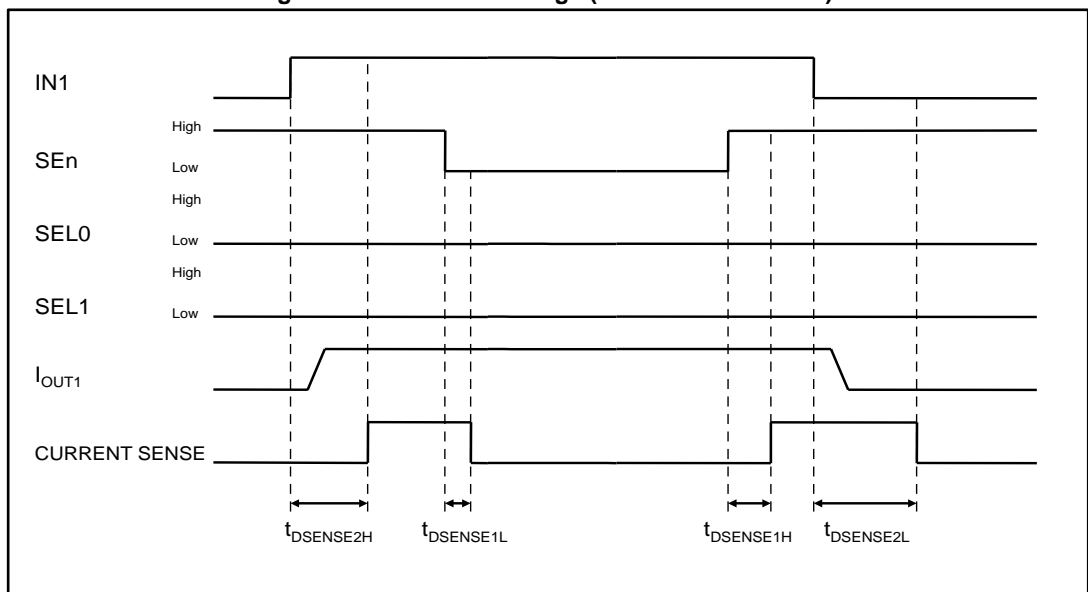 IN1
High
SEn
Low
High
SEL0
Low
High
SEL1
Low
IOUT1
CURRENT SENSE
tDSENSE2H tDSENSE1L tDSENSE1H tDSENSE2L